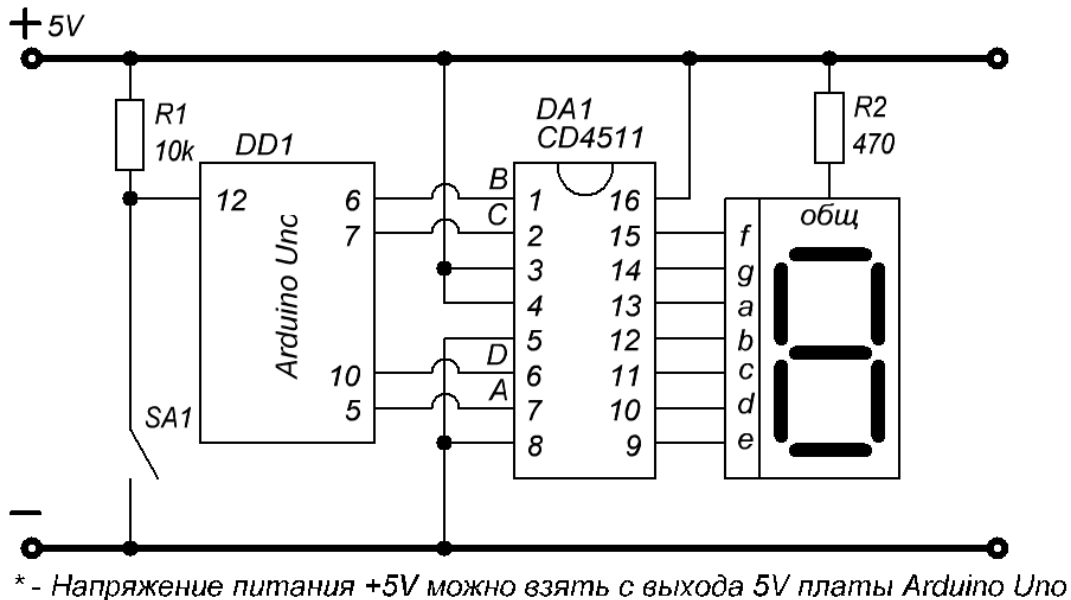 + 5V
R1
10k
DD1
12
6
7
10
5
Arduino Unc
DA1
CD4511
B
C
D
A
1
2
3
4
5
6
7
8
16
15
14
13
12
11
10
9
R2
470
общ
f
g
a
b
c
d
e
SA1
−
* - Напряжение питания +5V можно взять с выхода 5V платы Arduino Uno